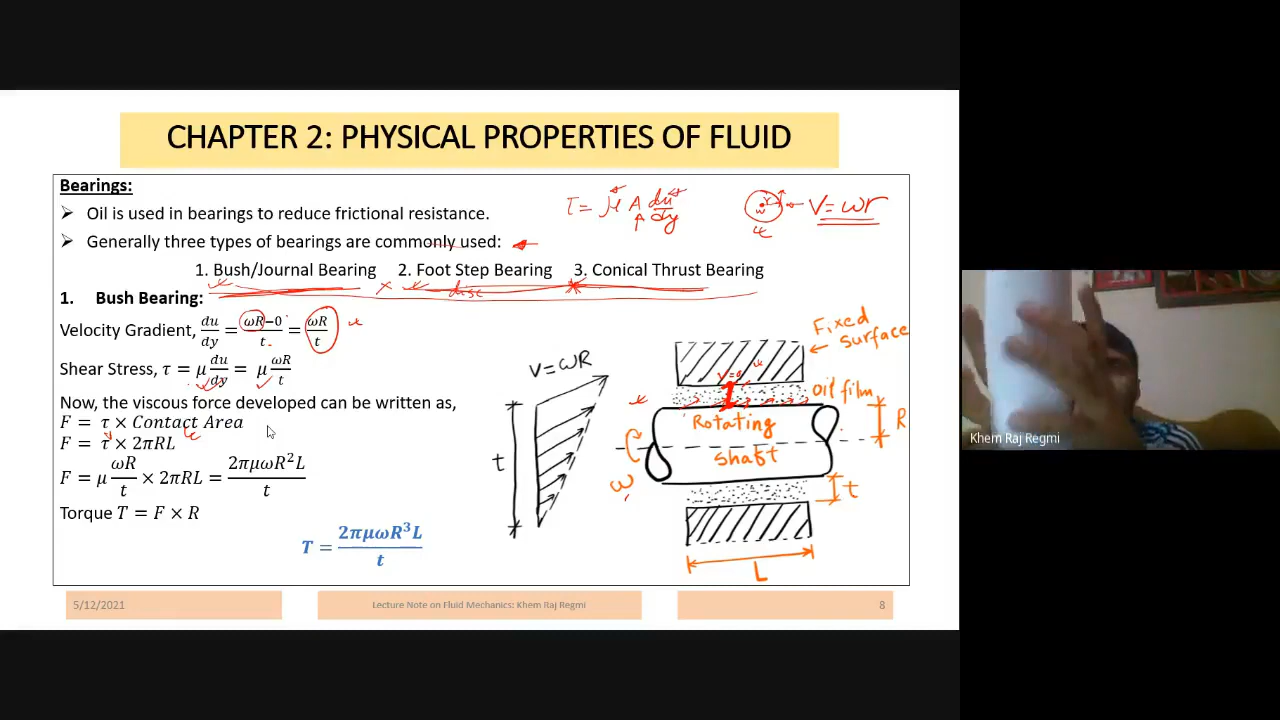 CHAPTER 2: PHYSICAL PROPERTIES OF FLUID
Bearings:
➢ Oil is used in bearings to reduce frictional resistance.
➢ Generally three types of bearings are commonly used:
1. Bush/Journal Bearing 2. Foot Step Bearing 3. Conical Thrust Bearing
disc
τ = μ A du/dy
V = ωr
1. Bush Bearing:
Velocity Gradient, du/dy = ωR−0/t = ωR/t
Shear Stress, τ = μ du/dy = μ ωR/t
Now, the viscous force developed can be written as,
F = τ × Contact Area
F = τ × 2πRL
F = μ ωR/t × 2πRL = 2πμωR²L/t
Torque T = F × R
T = 2πμωR³L/t
V=ωR
t
Fixed
surface
V=0
Oil film
Rotating
shaft
R
ω
t
L
5/12/2021
Lecture Note on Fluid Mechanics: Khem Raj Regmi
8
Khem Raj Regmi